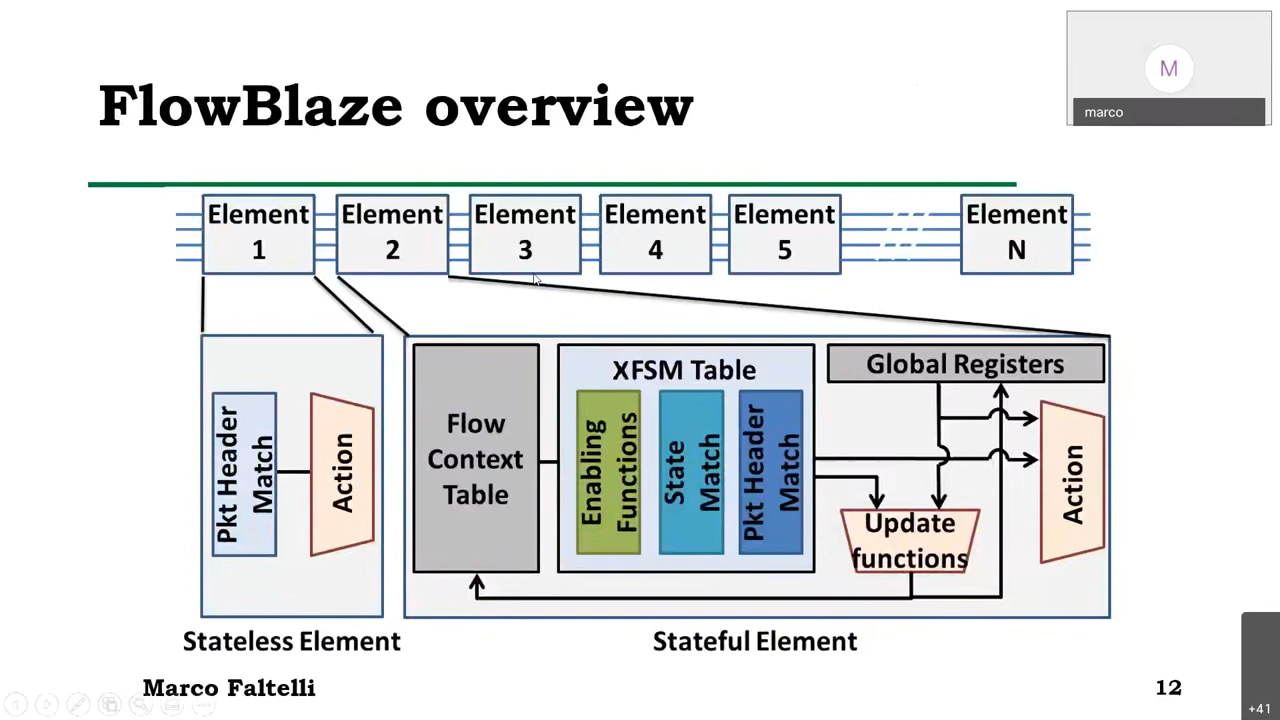 FlowBlaze overview
M
marco
Element
1
Element
2
Element
3
Element
4
Element
5
Element
N
Pkt Header
Match
Action
Flow
Context
Table
XFSM Table
Enabling
Functions
State
Match
Pkt Header
Match
Global Registers
Update
functions
Action
Stateless Element
Stateful Element
Marco Faltelli
12
+41